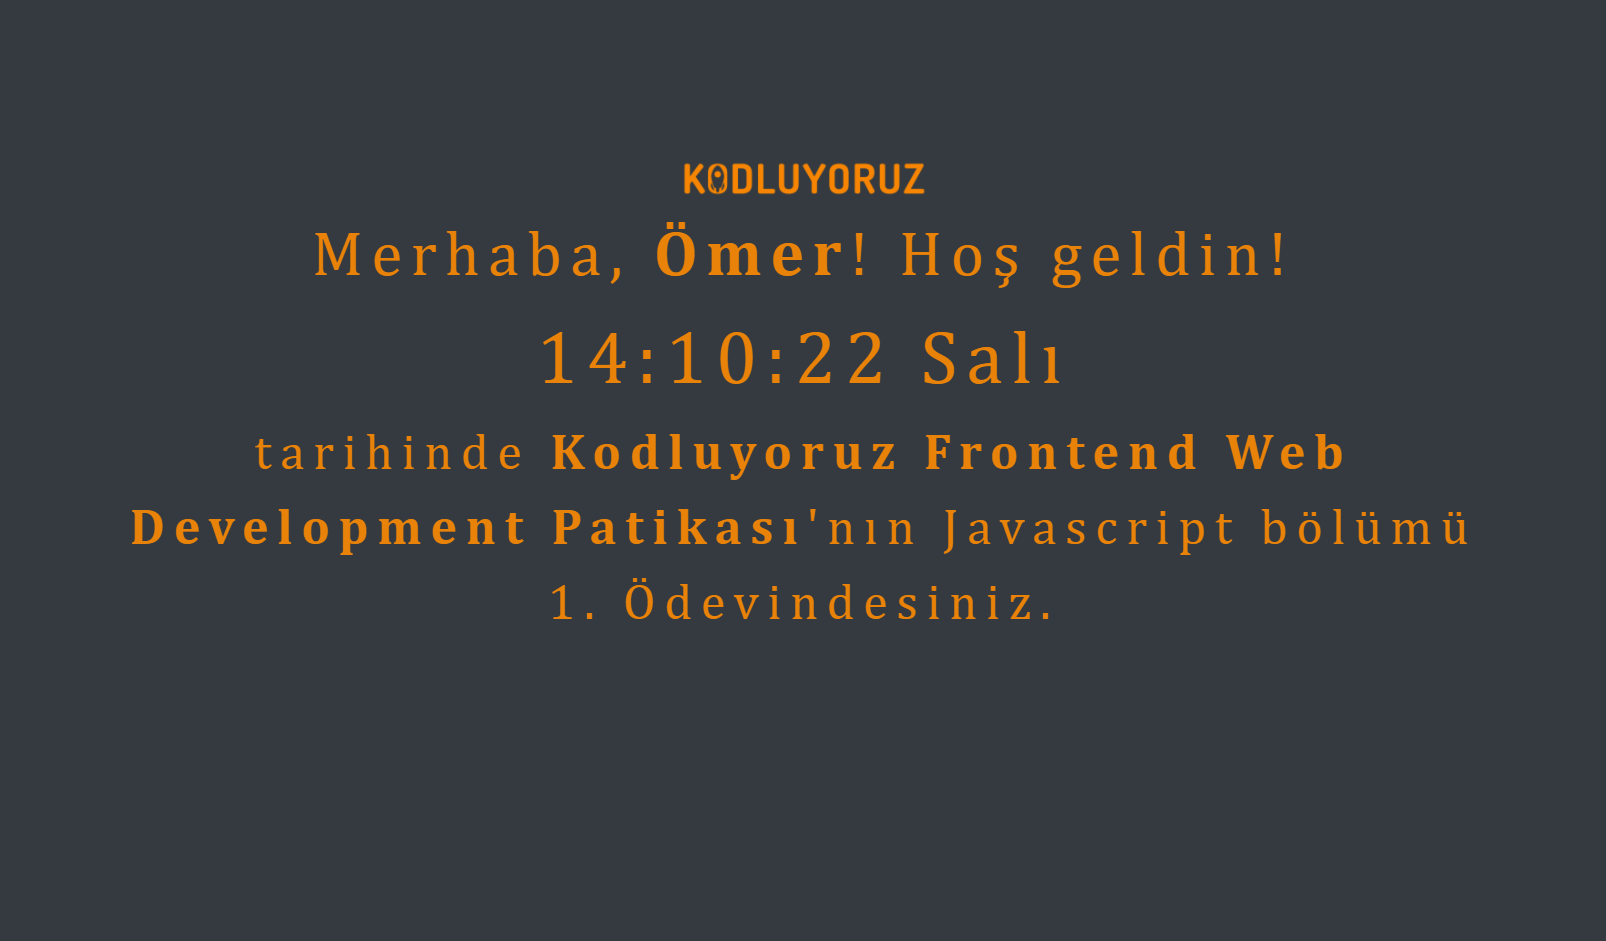 KODLUYORUZ
Merhaba, Ömer! Hoş geldin!
14:10:22 Salı
tarihinde Kodluyoruz Frontend Web
Development Patikası'nın Javascript bölümü
1. Ödevindesiniz.